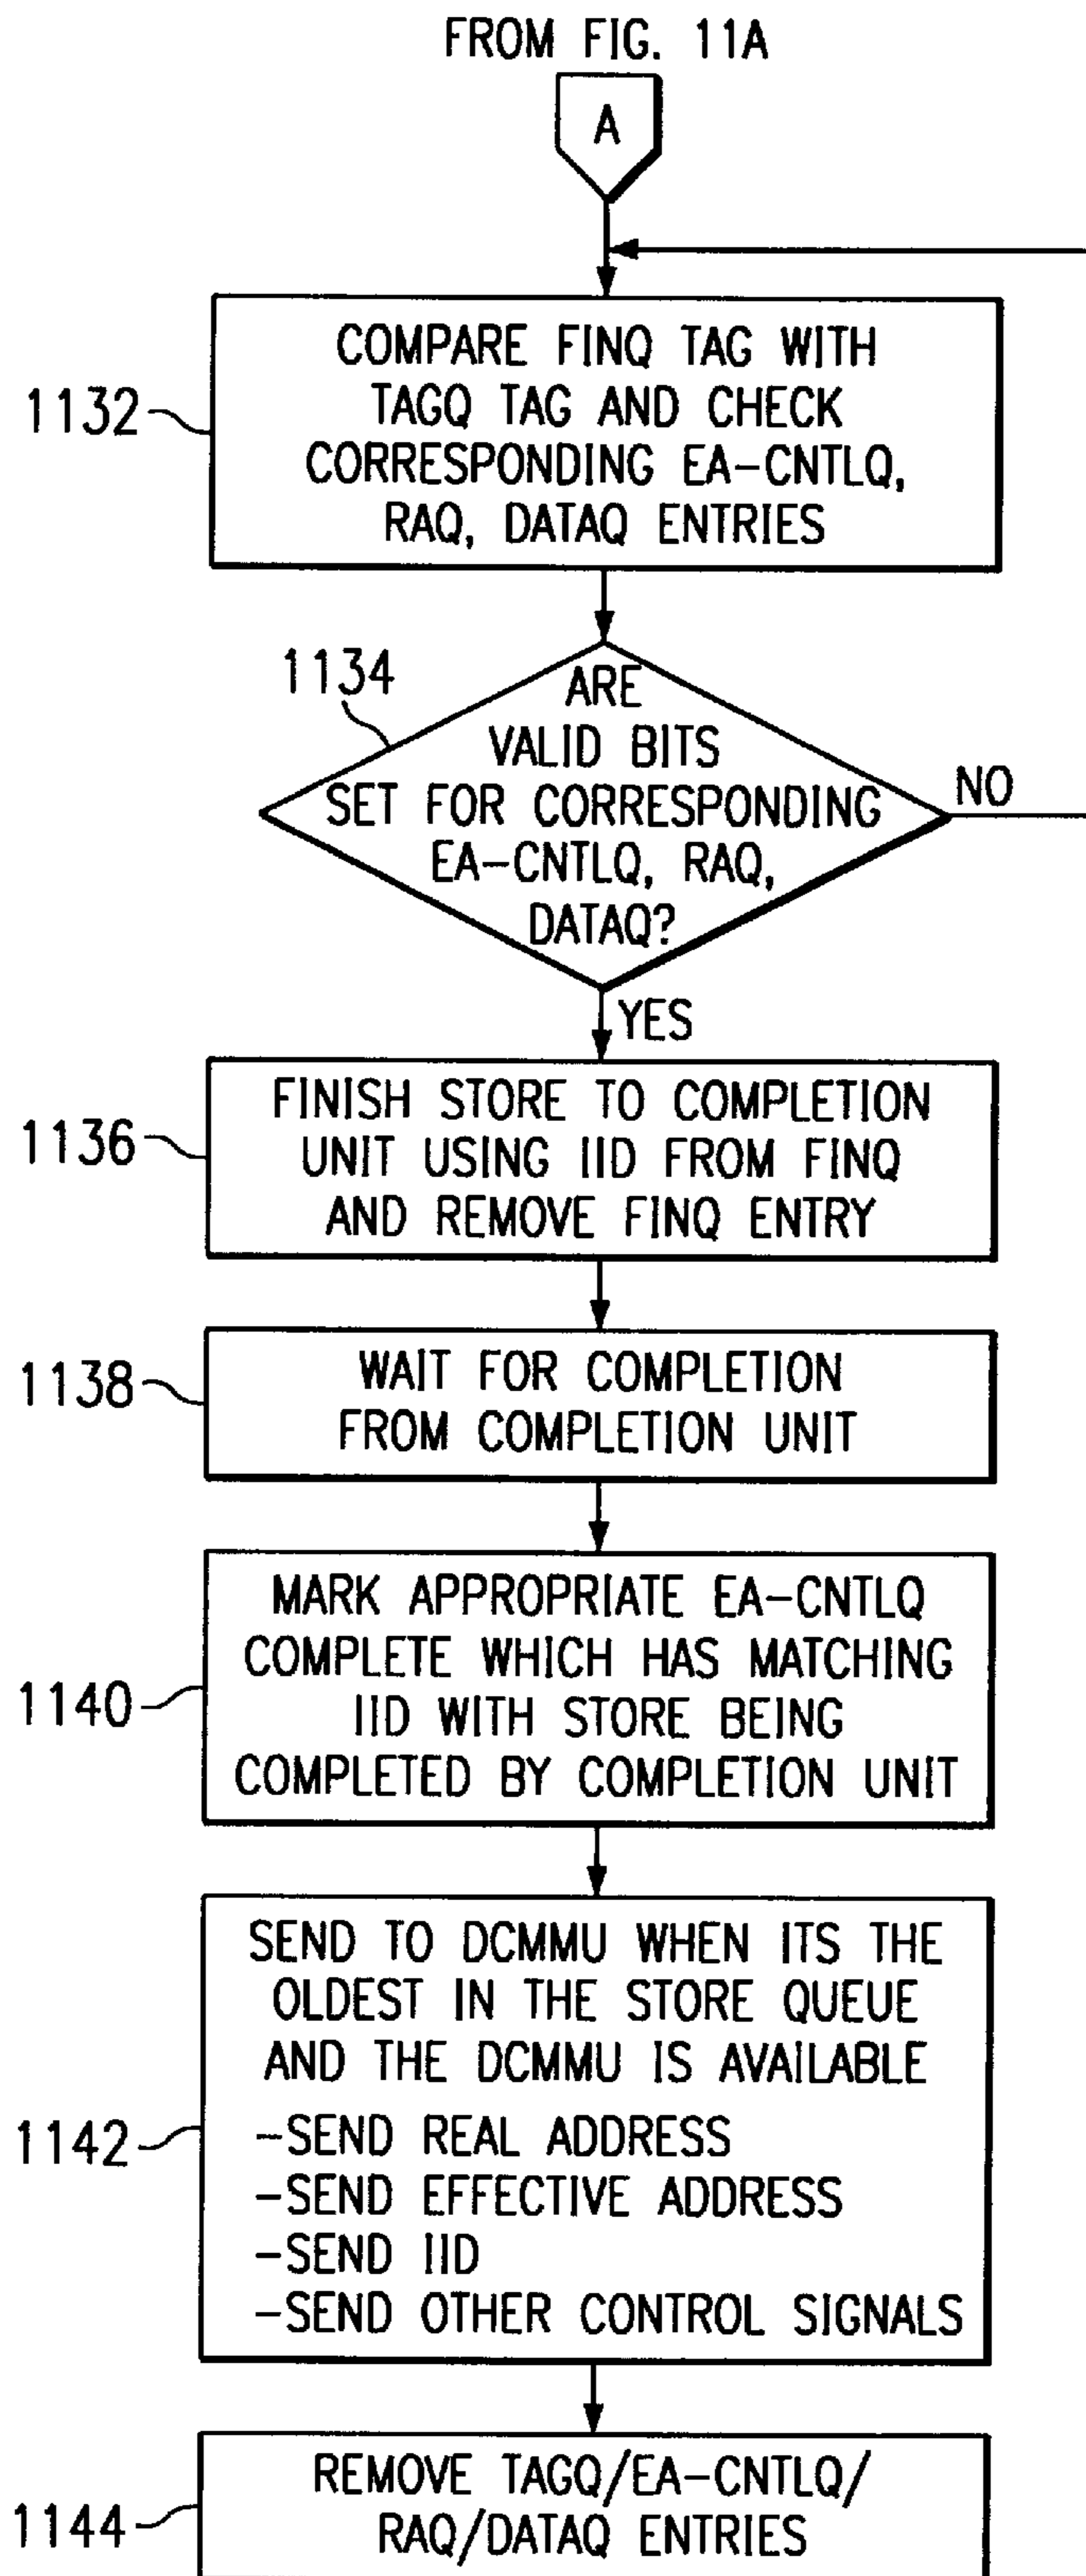 FROM FIG. 11A
A
1132
COMPARE FINQ TAG WITH
TAGQ TAG AND CHECK
CORRESPONDING EA-CNTLQ,
RAQ, DATAQ ENTRIES
1134
ARE
VALID BITS
SET FOR CORRESPONDING
EA-CNTLQ, RAQ,
DATAQ?
NO
YES
1136
FINISH STORE TO COMPLETION
UNIT USING IID FROM FINQ
AND REMOVE FINQ ENTRY
1138
WAIT FOR COMPLETION
FROM COMPLETION UNIT
1140
MARK APPROPRIATE EA-CNTLQ
COMPLETE WHICH HAS MATCHING
IID WITH STORE BEING
COMPLETED BY COMPLETION UNIT
1142
SEND TO DCMMU WHEN ITS THE
OLDEST IN THE STORE QUEUE
AND THE DCMMU IS AVAILABLE
-SEND REAL ADDRESS
-SEND EFFECTIVE ADDRESS
-SEND IID
-SEND OTHER CONTROL SIGNALS
1144
REMOVE TAGQ/EA-CNTLQ/
RAQ/DATAQ ENTRIES